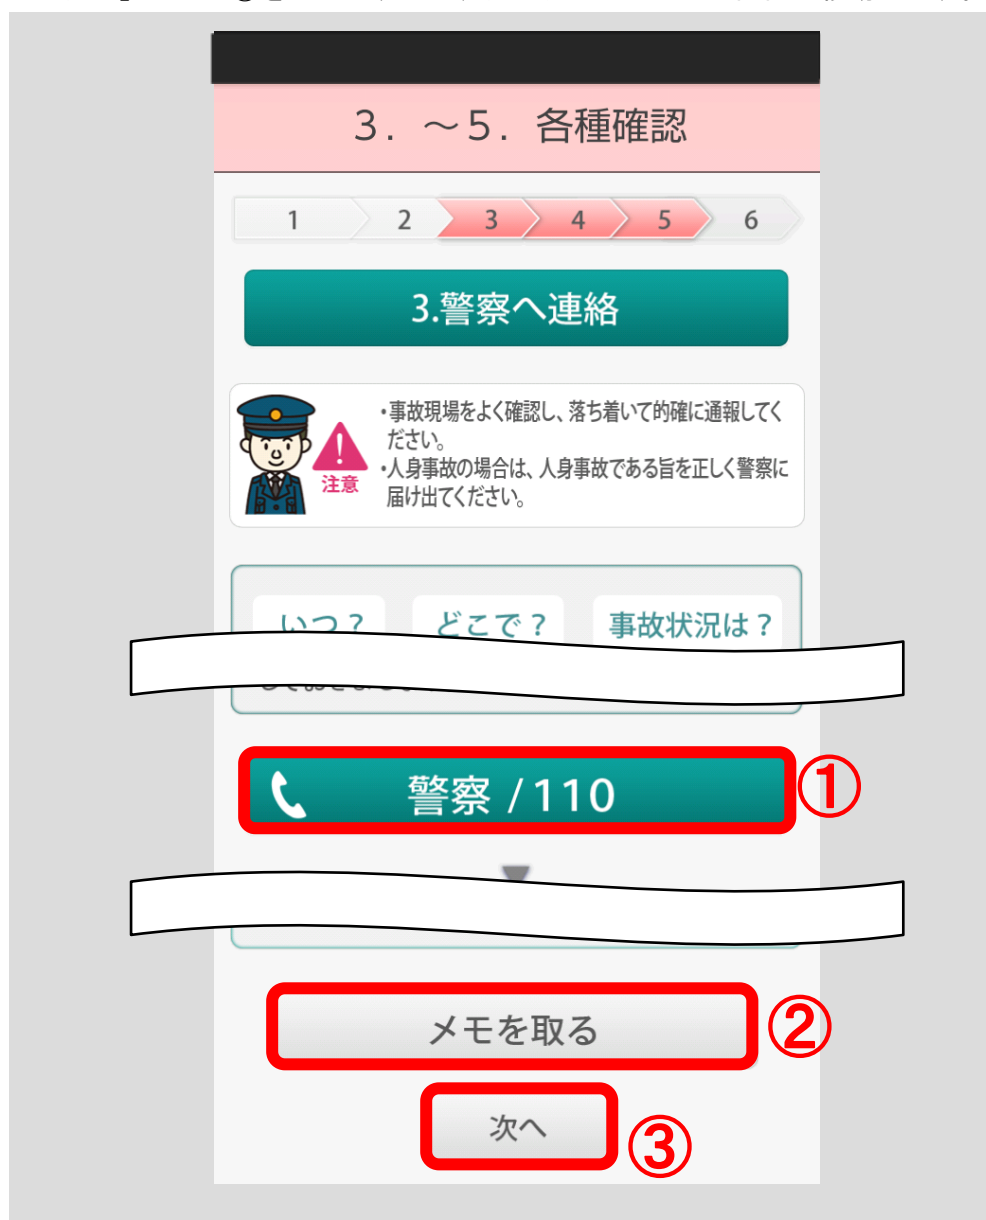 ３．～５．各種確認
1 2 3 4 5 6
3.警察へ連絡
・事故現場をよく確認し、落ち着いて的確に通報してく
ださい。
・人身事故の場合は、人身事故である旨を正しく警察に
届け出てください。
注意
いつ？ どこで？ 事故状況は？
警察 / 110
①
メモを取る
②
次へ
③